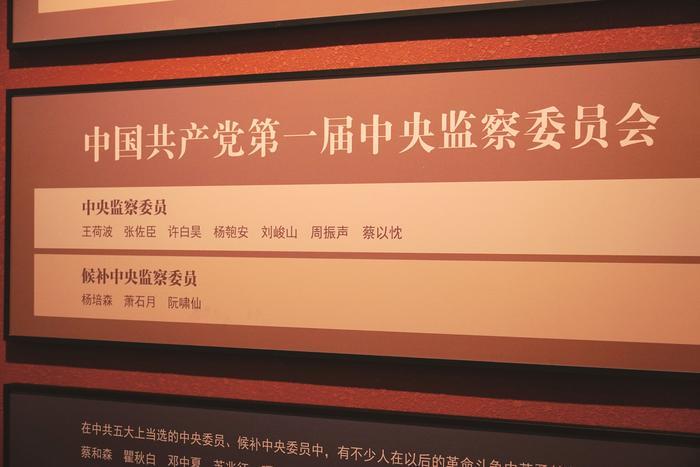 中国共产党第一届中央监察委员会
中央监察委员
王荷波 张佐臣 许白昊 杨匏安 刘峻山 周振声 蔡以忱
候补中央监察委员
杨培森 萧石月 阮啸仙
在中共五大上当选的中央委员、候补中央委员中，有不少人在以后的革命斗争中
蔡和森 瞿秋白 邓中夏 苏兆征